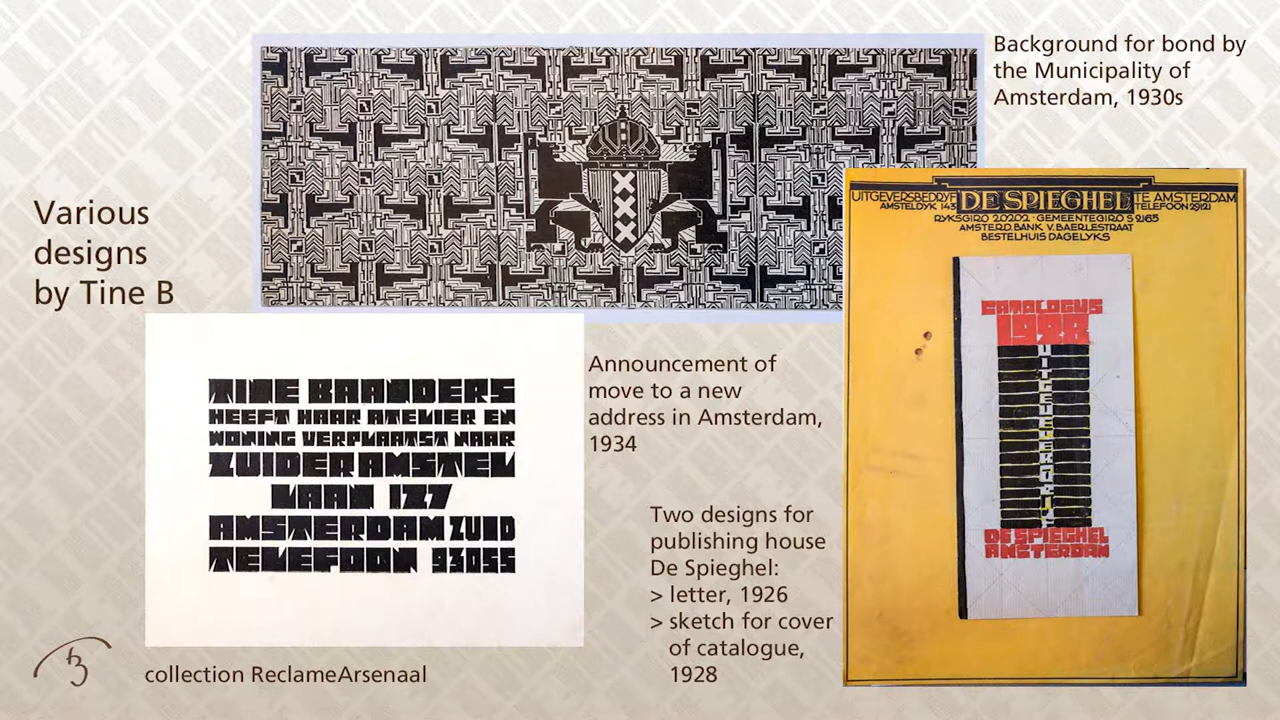 Various
designs
by Tine B
Background for bond by
the Municipality of
Amsterdam, 1930s
TINE BAANDERS
HEEFT HAAR ATELIER EN
WONING VERPLAATST NAAR
ZUIDER AMSTEL
LAAN 127
AMSTERDAM ZUID
TELEFOON 93055
Announcement of
move to a new
address in Amsterdam,
1934
Two designs for
publishing house
De Spieghel:
> letter, 1926
> sketch for cover
of catalogue,
1928
UITGEVERSBEDRYF DE SPIEGHEL TE AMSTERDAM
AMSTELDYK 143 TELEFOON 29121
RYKSGIRO 20202 · GEMEENTEGIRO S 2165
AMSTERD. BANK V. BAERLESTRAAT
BESTELHUIS DAGELYKS
CATALOGUS
1928
DE SPIEGHEL
AMSTERDAM
collection ReclameArsenaal